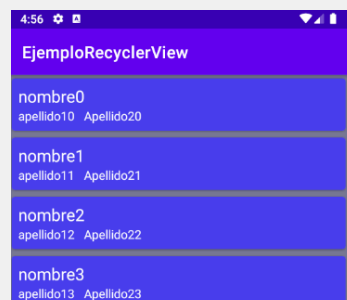 4:56
EjemploRecyclerView
nombre0
apellido10 Apellido20
nombre1
apellido11 Apellido21
nombre2
apellido12 Apellido22
nombre3
apellido13 Apellido23